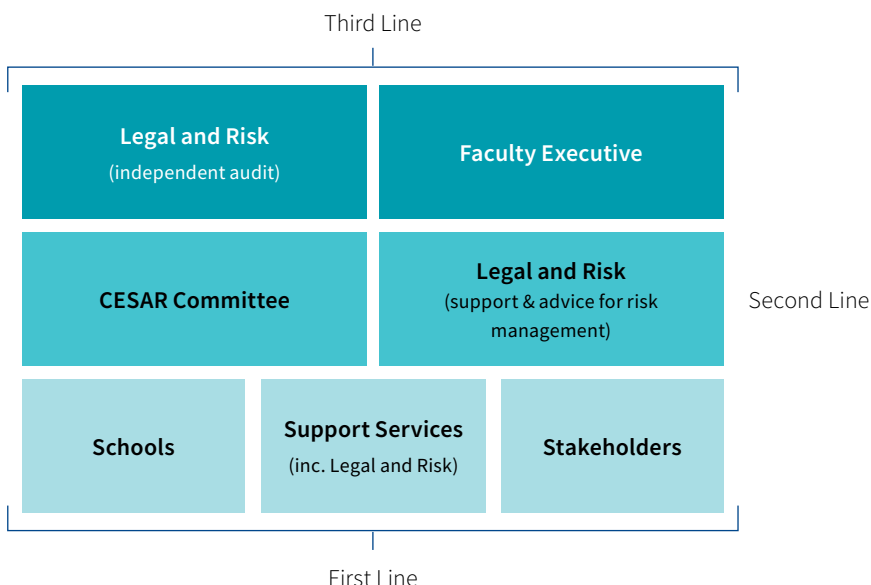 Third Line
Legal and Risk
(independent audit)
Faculty Executive
CESAR Committee
Legal and Risk
(support & advice for risk
management)
Second Line
Schools
Support Services
(inc. Legal and Risk)
Stakeholders
First Line